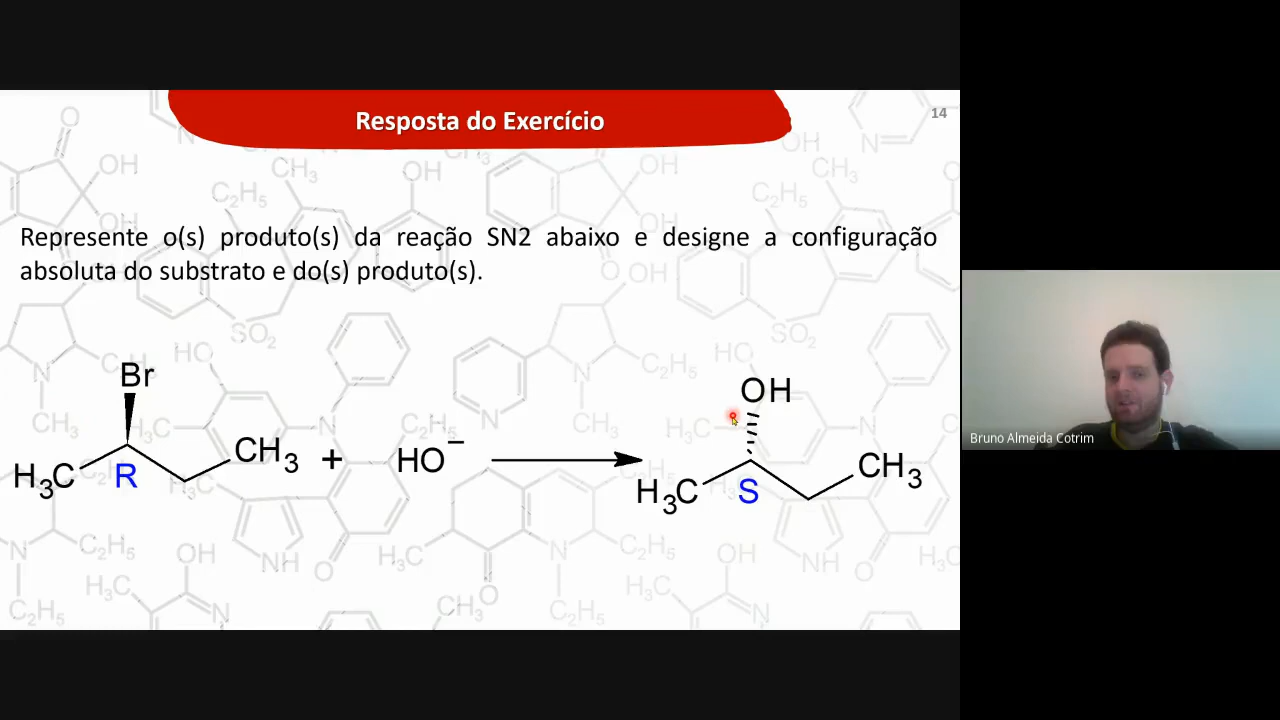 Resposta do Exercício
14
Represente o(s) produto(s) da reação SN2 abaixo e designe a configuração
absoluta do substrato e do(s) produto(s).
Br
H3C
R
CH3
+
HO−
OH
H3C
S
CH3
Bruno Almeida Cotrim